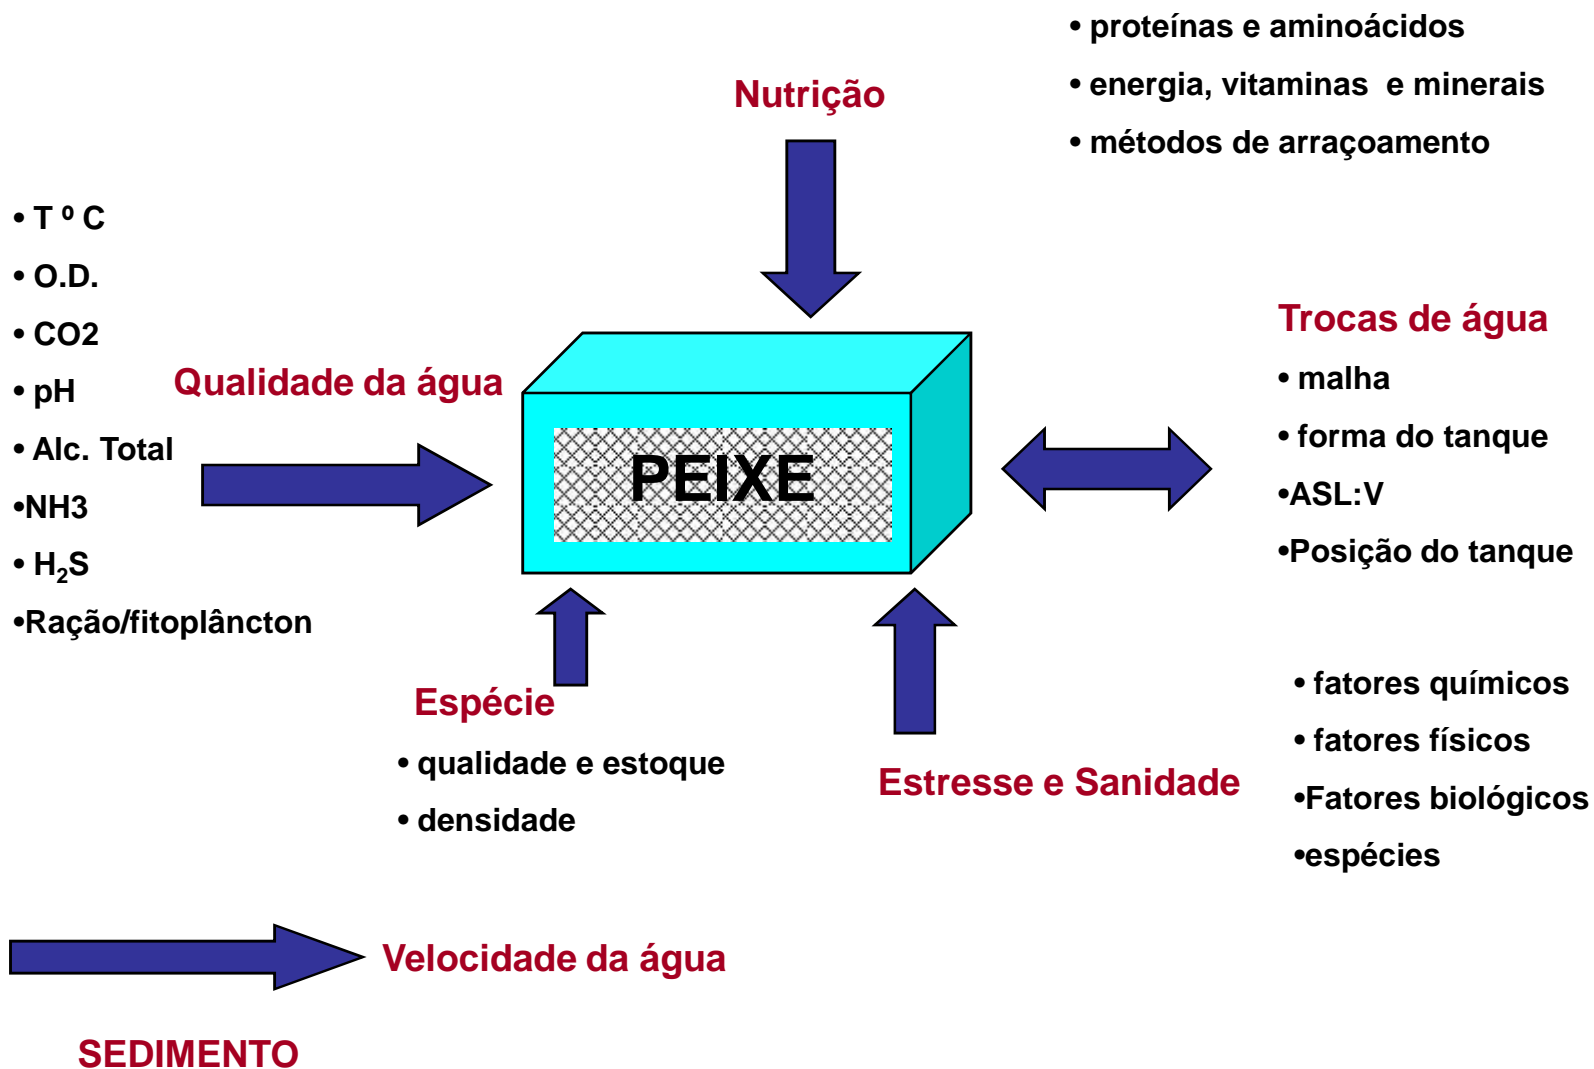 • proteínas e aminoácidos
• energia, vitaminas e minerais
• métodos de arraçoamento
Nutrição
• T º C
• O.D.
• CO2
• pH
• Alc. Total
•NH3
• H₂S
•Ração/fitoplâncton
Qualidade da água
PEIXE
Trocas de água
• malha
• forma do tanque
•ASL:V
•Posição do tanque
Espécie
• qualidade e estoque
• densidade
Estresse e Sanidade
• fatores químicos
• fatores físicos
•Fatores biológicos
•espécies
Velocidade da água
SEDIMENTO